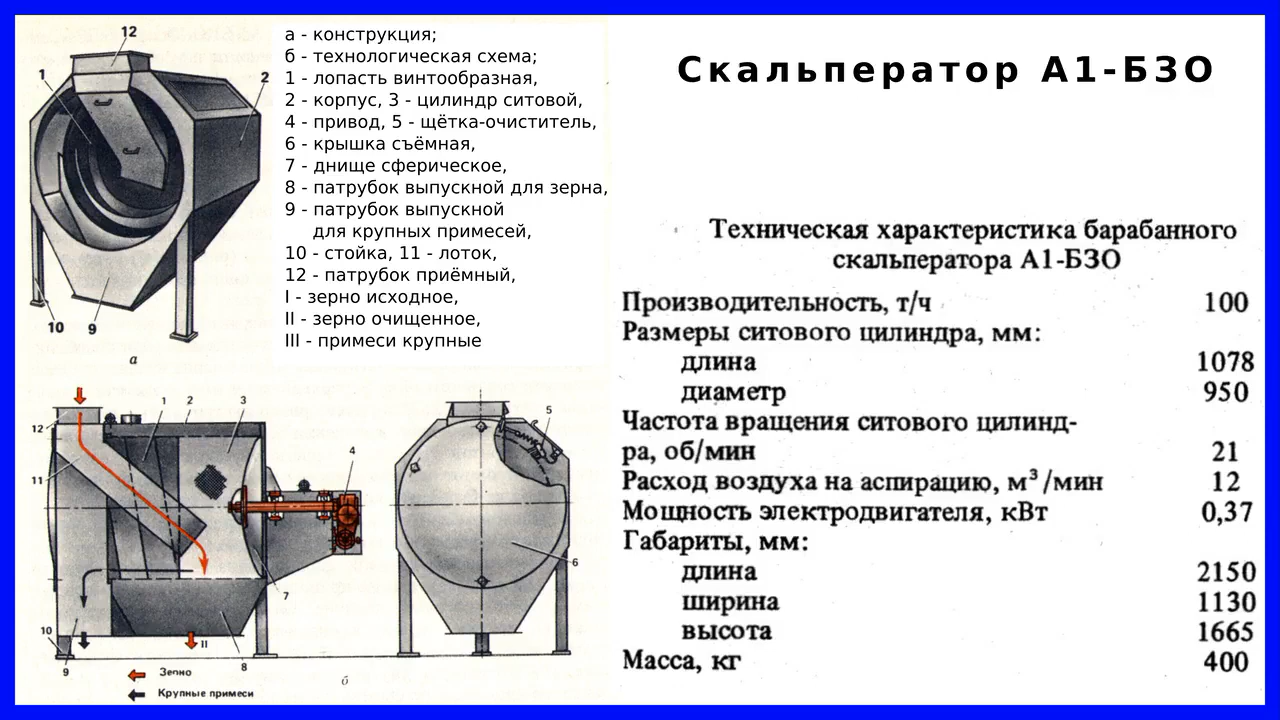 Скальператор А1-БЗО
а - конструкция;
б - технологическая схема;
1 - лопасть винтообразная,
2 - корпус, 3 - цилиндр ситовой,
4 - привод, 5 - щётка-очиститель,
6 - крышка съёмная,
7 - днище сферическое,
8 - патрубок выпускной для зерна,
9 - патрубок выпускной
для крупных примесей,
10 - стойка, 11 - лоток,
12 - патрубок приёмный,
I - зерно исходное,
II - зерно очищенное,
III - примеси крупные
12
1
2
10
9
а
1
2
3
12
11
4
10
9
7
II
8
5
6
Зерно
Крупные примеси
б
Техническая характеристика барабанного
скальператора А1-БЗО
Производительность, т/ч 100
Размеры ситового цилиндра, мм:
длина 1078
диаметр 950
Частота вращения ситового цилинд-
ра, об/мин 21
Расход воздуха на аспирацию, м³/мин 12
Мощность электродвигателя, кВт 0,37
Габариты, мм:
длина 2150
ширина 1130
высота 1665
Масса, кг 400